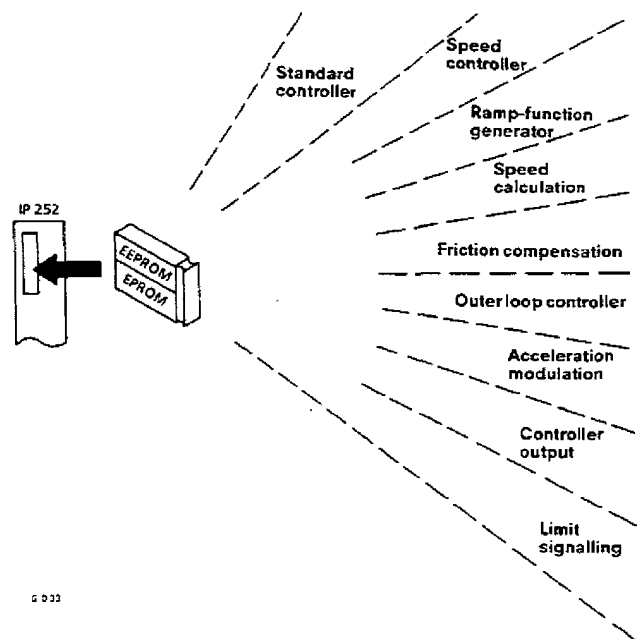 Standard
controller
Speed
controller
Ramp-function
generator
Speed
calculation
IP 252
EEPROM
EPROM
Friction compensation
Outer loop controller
Acceleration
modulation
Controller
output
Limit
signalling